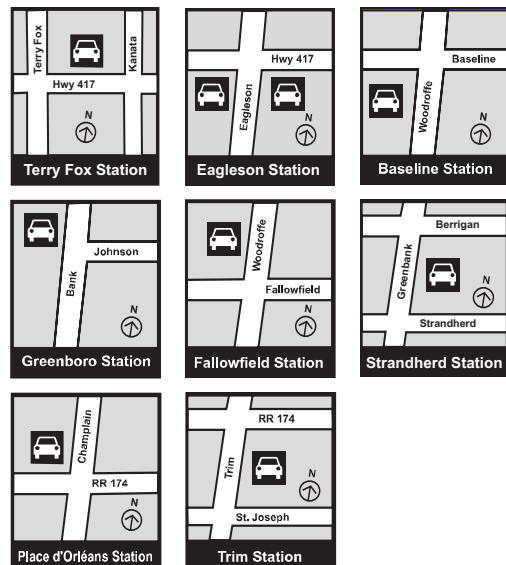 Terry Fox
Kanata
Hwy 417
N
Terry Fox Station
Hwy 417
Eagleson
N
Eagleson Station
Baseline
Woodroffe
N
Baseline Station
Johnson
Bank
N
Greenboro Station
Woodroffe
Fallowfield
N
Fallowfield Station
Berrigan
Greenbank
N
Strandherd
Strandherd Station
Champlain
RR 174
N
Place d'Orléans Station
RR 174
Trim
N
St. Joseph
Trim Station